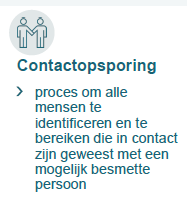 Contactopsporing
> proces om alle
mensen te
identificeren en te
bereiken die in contact
zijn geweest met een
mogelijk besmette
persoon